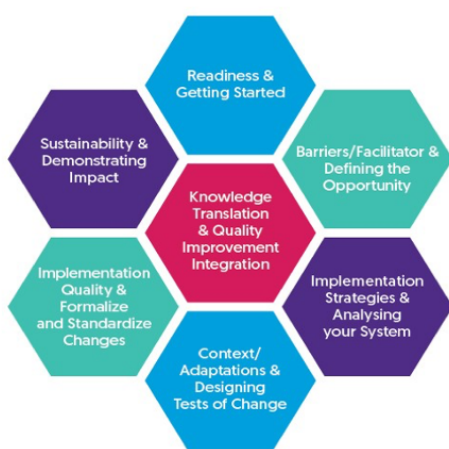 Readiness &
Getting Started
Sustainability &
Demonstrating
Impact
Barriers/Facilitator &
Defining the
Opportunity
Knowledge
Translation
& Quality
Improvement
Integration
Implementation
Quality &
Formalize
and Standardize
Changes
Implementation
Strategies &
Analysing
your System
Context/
Adaptations &
Designing
Tests of Change